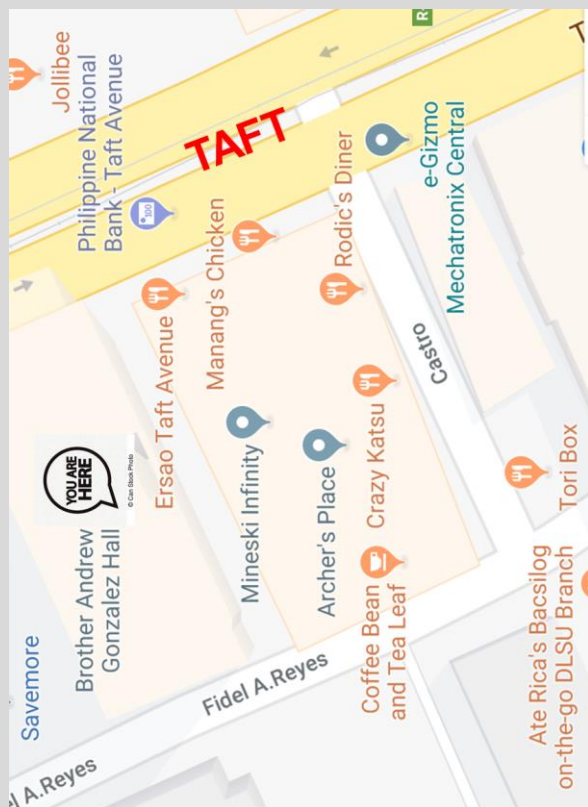 Jollibee
Philippine National
Bank - Taft Avenue
100
TAFT
R
T
Rodic's Diner
e-Gizmo
Mechatronix Central
Manang's Chicken
Ersao Taft Avenue
Castro
YOU ARE
HERE
© Can Stock Photo
Mineski Infinity
Archer's Place
Crazy Katsu
Tori Box
Brother Andrew
Gonzalez Hall
Savemore
Coffee Bean
and Tea Leaf
Ate Rica's Bacsilog
on-the-go DLSU Branch
Fidel A.Reyes
l A.Reyes